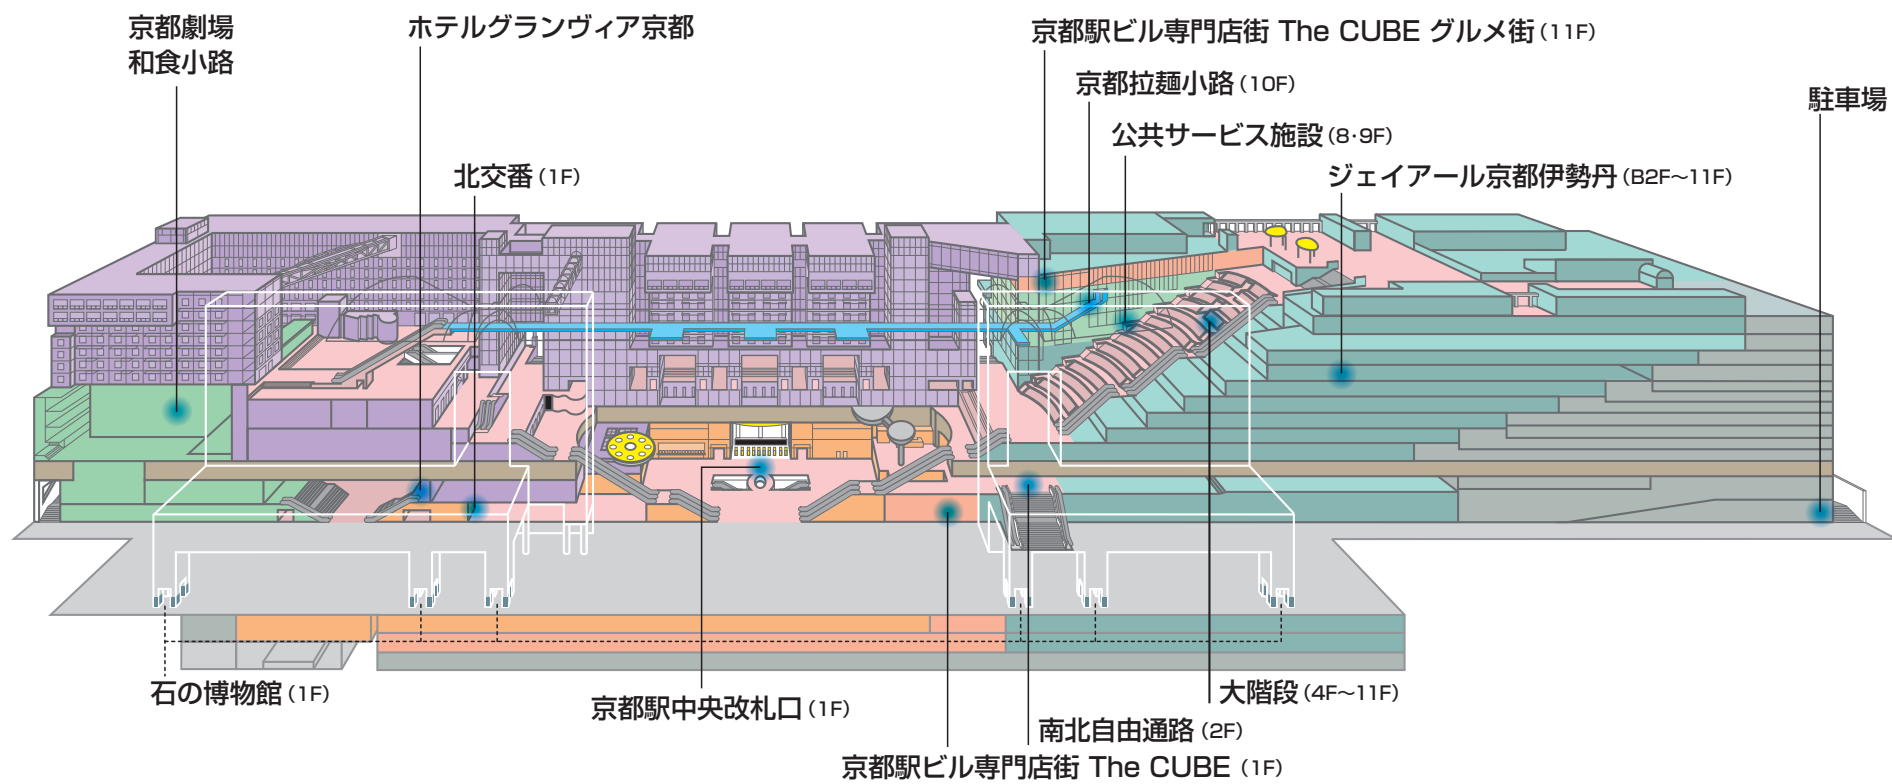 京都劇場
和食小路
ホテルグランヴィア京都
京都駅ビル専門店街 The CUBE グルメ街(11F)
京都拉麺小路(10F)
駐車場
公共サービス施設(8・9F)
北交番(1F)
ジェイアール京都伊勢丹(B2F〜11F)
石の博物館(1F)
京都駅中央改札口(1F)
大階段(4F〜11F)
南北自由通路(2F)
京都駅ビル専門店街 The CUBE (1F)